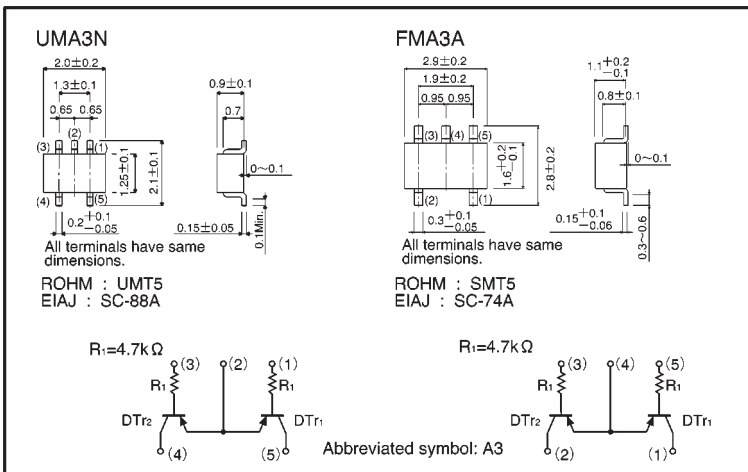 UMA3N
2.0±0.2
1.3±0.1
0.65 0.65
(2)
(3) (1)
(4) (5)
1.25±0.1
2.1±0.1
0.2 +0.1 −0.05
0.9±0.1
0.7
0~0.1
0.15±0.05
0.1Min.
All terminals have same
dimensions.
ROHM : UMT5
EIAJ : SC-88A
FMA3A
2.9±0.2
1.9±0.2
0.95 0.95
(3) (4) (5)
(2) (1)
1.6 +0.2 −0.1
2.8±0.2
0.3 +0.1 −0.05
1.1 +0.2 −0.1
0.8±0.1
0~0.1
0.15 +0.1 −0.06
0.3~0.6
All terminals have same
dimensions.
ROHM : SMT5
EIAJ : SC-74A
R1=4.7kΩ
(3) (2) (1)
R1 R1
DTr2 DTr1
(4) (5)
R1=4.7kΩ
(3) (4) (5)
R1 R1
DTr2 DTr1
(2) (1)
Abbreviated symbol: A3